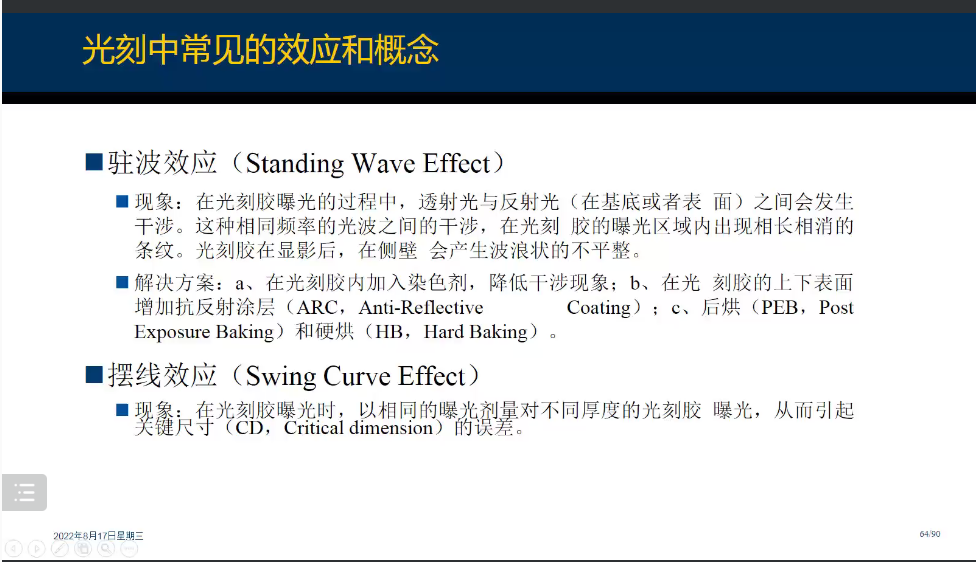 光刻中常见的效应和概念
驻波效应（Standing Wave Effect）
现象：在光刻胶曝光的过程中，透射光与反射光（在基底或者表 面）之间会发生
干涉。这种相同频率的光波之间的干涉，在光刻 胶的曝光区域内出现相长相消的
条纹。光刻胶在显影后，在侧壁 会产生波浪状的不平整。
解决方案：a、在光刻胶内加入染色剂，降低干涉现象；b、在光 刻胶的上下表面
增加抗反射涂层（ARC，Anti-Reflective Coating）；c、后烘（PEB，Post
Exposure Baking）和硬烘（HB，Hard Baking）。
摆线效应（Swing Curve Effect）
现象：在光刻胶曝光时，以相同的曝光剂量对不同厚度的光刻胶 曝光，从而引起
关键尺寸（CD，Critical dimension）的误差。
2022年8月17日星期三
64/90